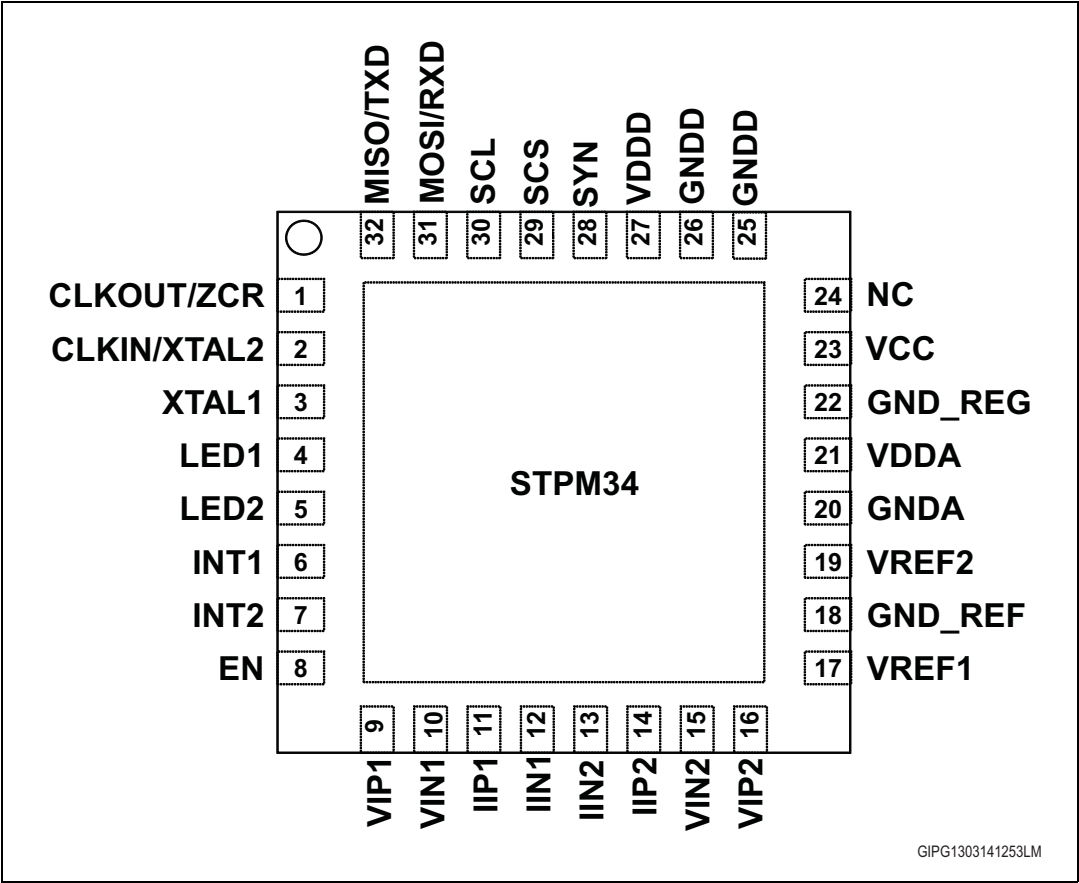 MISO/TXD
MOSI/RXD
SCL
SCS
SYN
VDDD
GNDD
GNDD
32
31
30
29
28
27
26
25
CLKOUT/ZCR 1
CLKIN/XTAL2 2
XTAL1 3
LED1 4
LED2 5
INT1 6
INT2 7
EN 8
STPM34
24 NC
23 VCC
22 GND_REG
21 VDDA
20 GNDA
19 VREF2
18 GND_REF
17 VREF1
9
10
11
12
13
14
15
16
VIP1
VIN1
IIP1
IIN1
IIN2
IIP2
VIN2
VIP2
GIPG1303141253LM